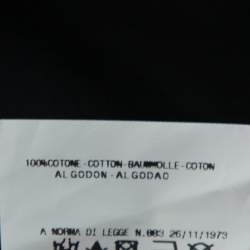 100%COTONE-COTTON-BAUMWOLLE-COTON
ALGODON-ALGODAO
A NORMA DI LEGGE N.883 26/11/1973